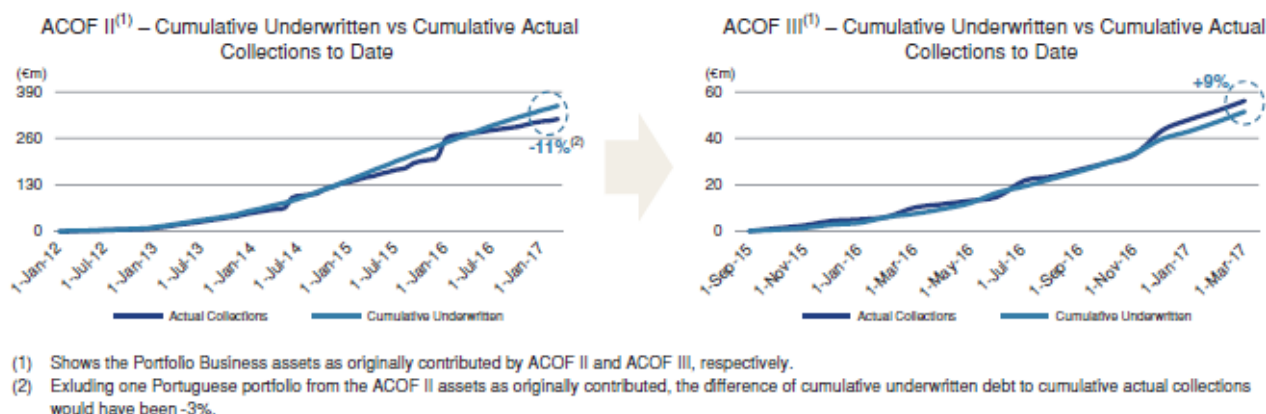 ACOF II(1) – Cumulative Underwritten vs Cumulative Actual
Collections to Date
(€m)
390
260
130
0
-11%(2)
1-Jan-12
1-Jul-12
1-Jan-13
1-Jul-13
1-Jan-14
1-Jul-14
1-Jan-15
1-Jul-15
1-Jan-16
1-Jul-16
1-Jan-17
Actual Collections
Cumulative Underwritten
ACOF III(1) – Cumulative Underwritten vs Cumulative Actual
Collections to Date
(€m)
60
40
20
0
+9%
1-Sep-15
1-Nov-15
1-Jan-16
1-Mar-16
1-May-16
1-Jul-16
1-Sep-16
1-Nov-16
1-Jan-17
1-Mar-17
Actual Collections
Cumulative Underwritten
(1) Shows the Portfolio Business assets as originally contributed by ACOF II and ACOF III, respectively.
(2) Exluding one Portuguese portfolio from the ACOF II assets as originally contributed, the difference of cumulative underwritten debt to cumulative actual collections
would have been -3%.